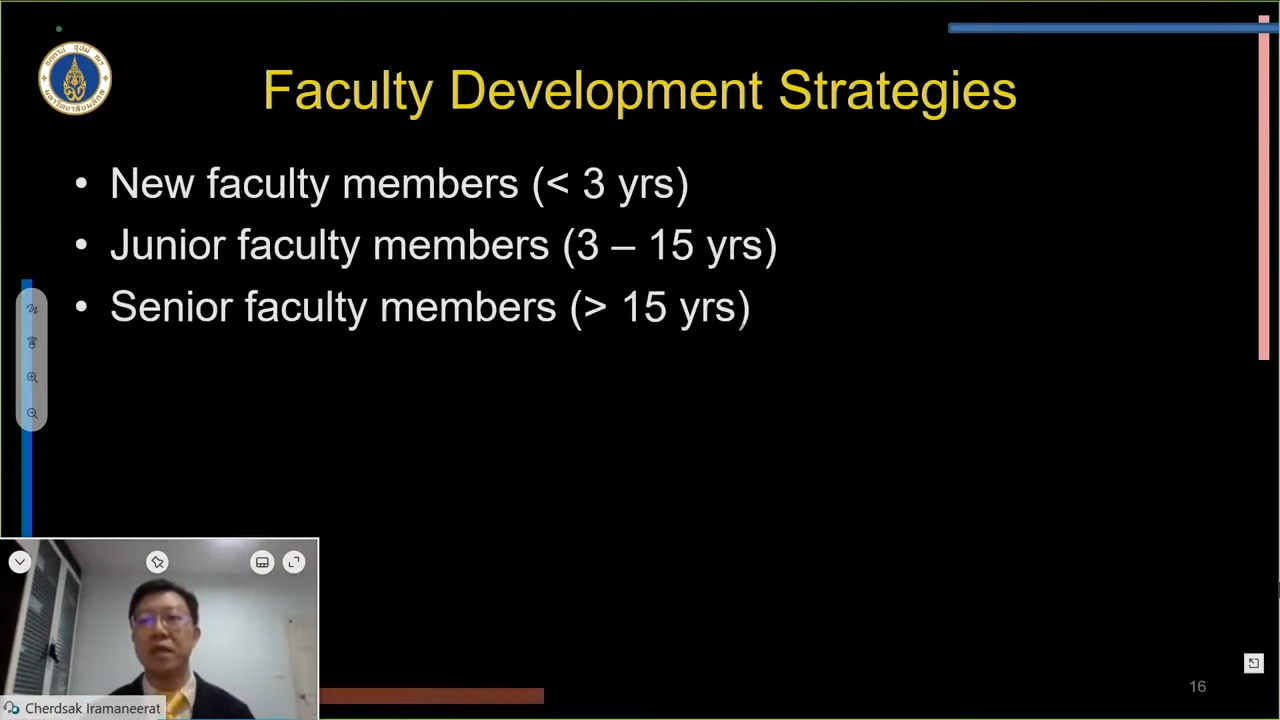 Faculty Development Strategies
• New faculty members (< 3 yrs)
• Junior faculty members (3 – 15 yrs)
• Senior faculty members (> 15 yrs)
Cherdsak Iramaneerat
16